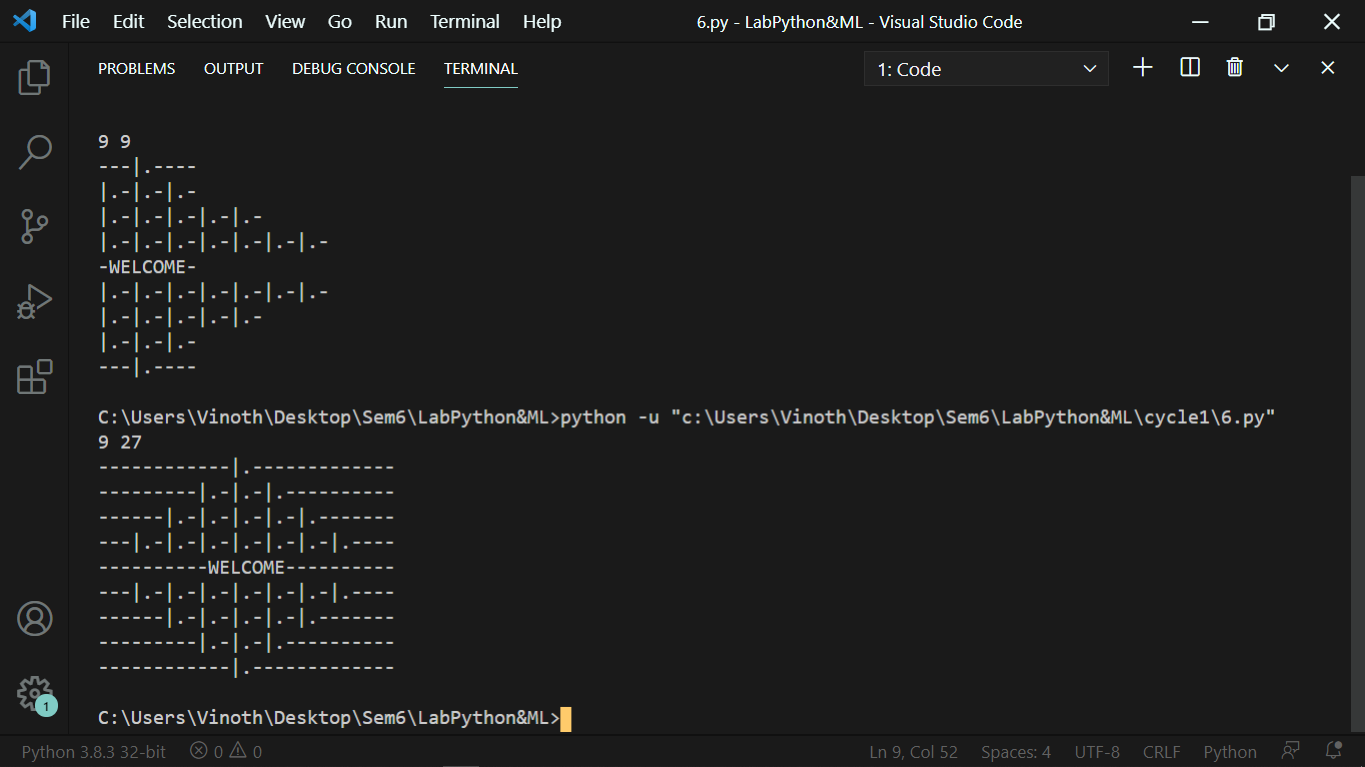 File Edit Selection View Go Run Terminal Help 6.py - LabPython&ML - Visual Studio Code
PROBLEMS OUTPUT DEBUG CONSOLE TERMINAL 1: Code
9 9
---|.----
|.-|.-|.-
|.-|.-|.-|.-|.-
|.-|.-|.-|.-|.-|.-|.-
-WELCOME-
|.-|.-|.-|.-|.-|.-|.-
|.-|.-|.-|.-|.-
|.-|.-|.-
---|.----
C:\Users\Vinoth\Desktop\Sem6\LabPython&ML>python -u "c:\Users\Vinoth\Desktop\Sem6\LabPython&ML\cycle1\6.py"
9 27
------------|.-------------
---------|.-|.-|.----------
------|.-|.-|.-|.-|.-------
---|.-|.-|.-|.-|.-|.-|.----
----------WELCOME----------
---|.-|.-|.-|.-|.-|.-|.----
------|.-|.-|.-|.-|.-------
---------|.-|.-|.----------
------------|.-------------
C:\Users\Vinoth\Desktop\Sem6\LabPython&ML>
1
Python 3.8.3 32-bit 0 0 Ln 9, Col 52 Spaces: 4 UTF-8 CRLF Python